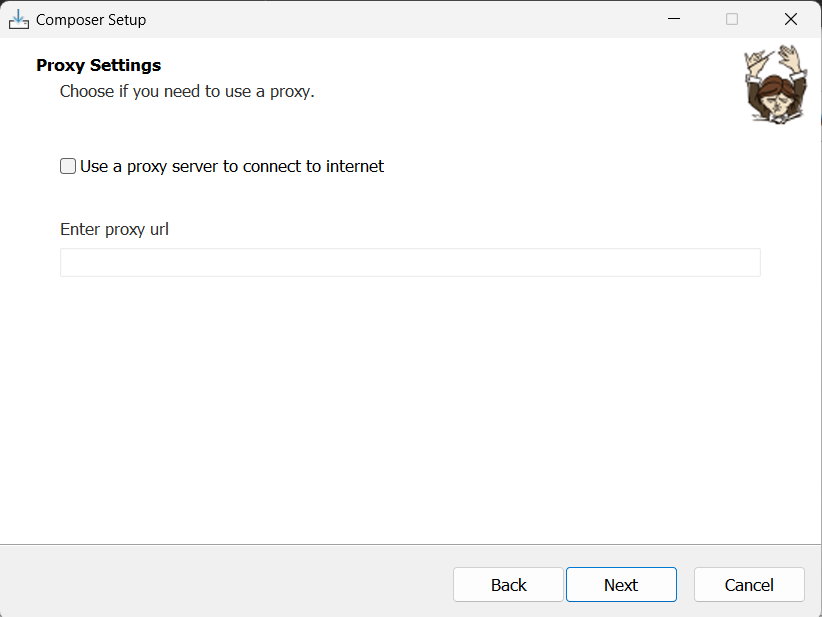 Composer Setup
Proxy Settings
Choose if you need to use a proxy.
Use a proxy server to connect to internet
Enter proxy url
Back
Next
Cancel